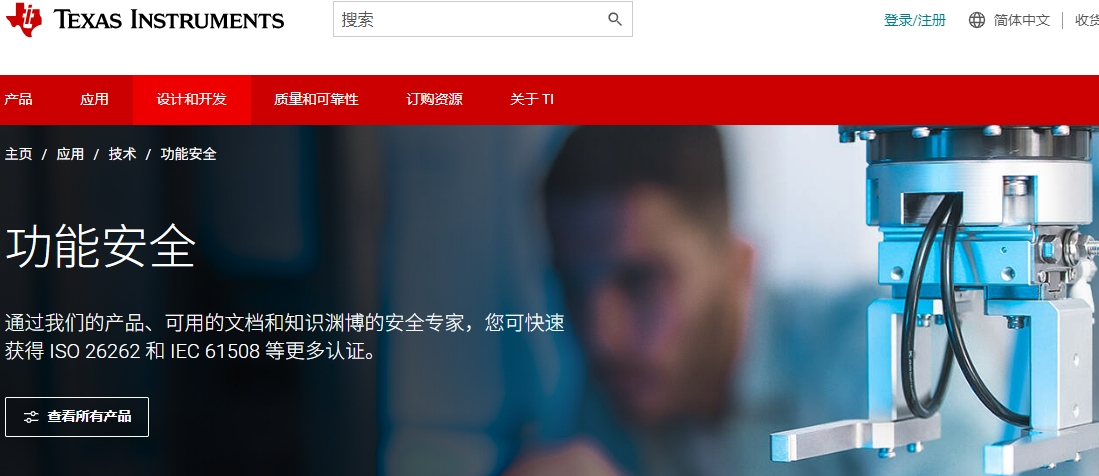 TEXAS INSTRUMENTS
搜索
登录/注册
简体中文
收货
产品
应用
设计和开发
质量和可靠性
订购资源
关于 TI
主页 / 应用 / 技术 / 功能安全
功能安全
通过我们的产品、可用的文档和知识渊博的安全专家，您可快速
获得 ISO 26262 和 IEC 61508 等更多认证。
查看所有产品